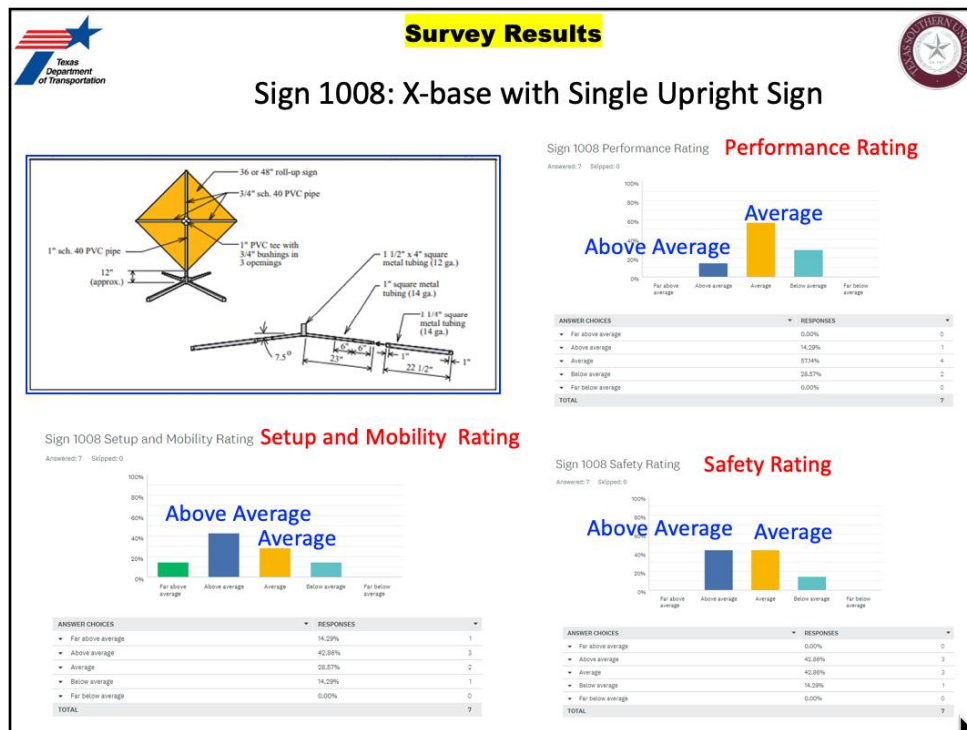 Survey Results
Texas
Department
of Transportation
TEXAS SOUTHERN UNIVERSITY
Sign 1008: X-base with Single Upright Sign
36 or 48" roll-up sign
3/4" sch. 40 PVC pipe
1" sch. 40 PVC pipe
1" PVC tee with
3/4" bushings in
3 openings
12"
(approx.)
1 1/2" x 4" square
metal tubing (12 ga.)
1" square metal
tubing (14 ga.)
1 1/4" square
metal tubing
(14 ga.)
7.5°
6"
6"
23"
1"
22 1/2"
1"
Sign 1008 Performance Rating Performance Rating
Answered: 7 Skipped: 0
100%
80%
60%
40%
20%
0%
Average
Above Average
Far above
average
Above average
Average
Below average
Far below
average
ANSWER CHOICES RESPONSES
Far above average 0.00% 0
Above average 14.29% 1
Average 57.14% 4
Below average 28.57% 2
Far below average 0.00% 0
TOTAL 7
Sign 1008 Setup and Mobility Rating Setup and Mobility Rating
Answered: 7 Skipped: 0
100%
80%
60%
40%
20%
0%
Above Average
Average
Far above
average
Above average
Average
Below average
Far below
average
ANSWER CHOICES RESPONSES
Far above average 14.29% 1
Above average 42.86% 3
Average 28.57% 2
Below average 14.29% 1
Far below average 0.00% 0
TOTAL 7
Sign 1008 Safety Rating Safety Rating
Answered: 7 Skipped: 0
100%
80%
60%
40%
20%
0%
Above Average Average
Far above
average
Above average
Average
Below average
Far below
average
ANSWER CHOICES RESPONSES
Far above average 0.00% 0
Above average 42.86% 3
Average 42.86% 3
Below average 14.29% 1
Far below average 0.00% 0
TOTAL 7